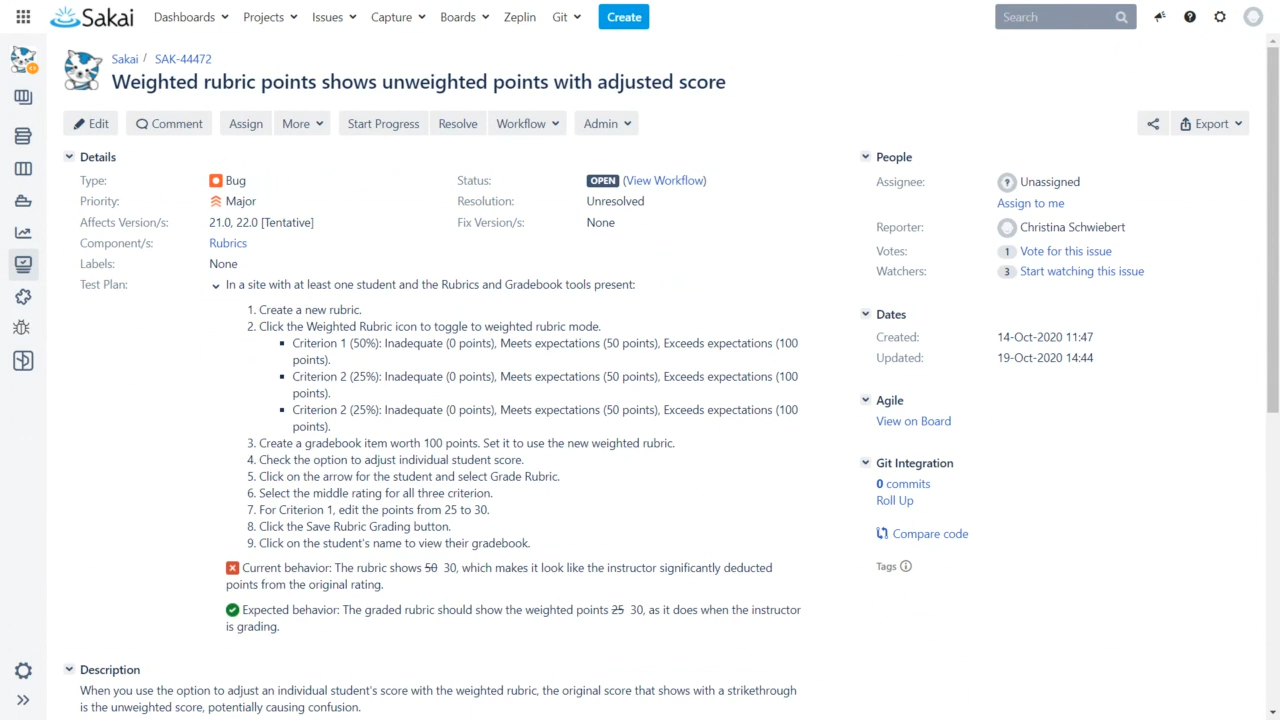 Sakai
Dashboards
Projects
Issues
Capture
Boards
Zeplin
Git
Create
Search
Sakai / SAK-44472
Weighted rubric points shows unweighted points with adjusted score
Edit
Comment
Assign
More
Start Progress
Resolve
Workflow
Admin
Export
Details
Type: Bug
Status: OPEN (View Workflow)
Priority: Major
Resolution: Unresolved
Affects Version/s: 21.0, 22.0 [Tentative]
Fix Version/s: None
Component/s: Rubrics
Labels: None
Test Plan: In a site with at least one student and the Rubrics and Gradebook tools present:
1. Create a new rubric.
2. Click the Weighted Rubric icon to toggle to weighted rubric mode.
▪ Criterion 1 (50%): Inadequate (0 points), Meets expectations (50 points), Exceeds expectations (100
points).
▪ Criterion 2 (25%): Inadequate (0 points), Meets expectations (50 points), Exceeds expectations (100
points).
▪ Criterion 2 (25%): Inadequate (0 points), Meets expectations (50 points), Exceeds expectations (100
points).
3. Create a gradebook item worth 100 points. Set it to use the new weighted rubric.
4. Check the option to adjust individual student score.
5. Click on the arrow for the student and select Grade Rubric.
6. Select the middle rating for all three criterion.
7. For Criterion 1, edit the points from 25 to 30.
8. Click the Save Rubric Grading button.
9. Click on the student's name to view their gradebook.
Current behavior: The rubric shows 50 30, which makes it look like the instructor significantly deducted
points from the original rating.
Expected behavior: The graded rubric should show the weighted points 25 30, as it does when the instructor
is grading.
Description
When you use the option to adjust an individual student's score with the weighted rubric, the original score that shows with a strikethrough
is the unweighted score, potentially causing confusion.
People
Assignee: Unassigned
Assign to me
Reporter: Christina Schwiebert
Votes: 1 Vote for this issue
Watchers: 3 Start watching this issue
Dates
Created: 14-Oct-2020 11:47
Updated: 19-Oct-2020 14:44
Agile
View on Board
Git Integration
0 commits
Roll Up
Compare code
Tags